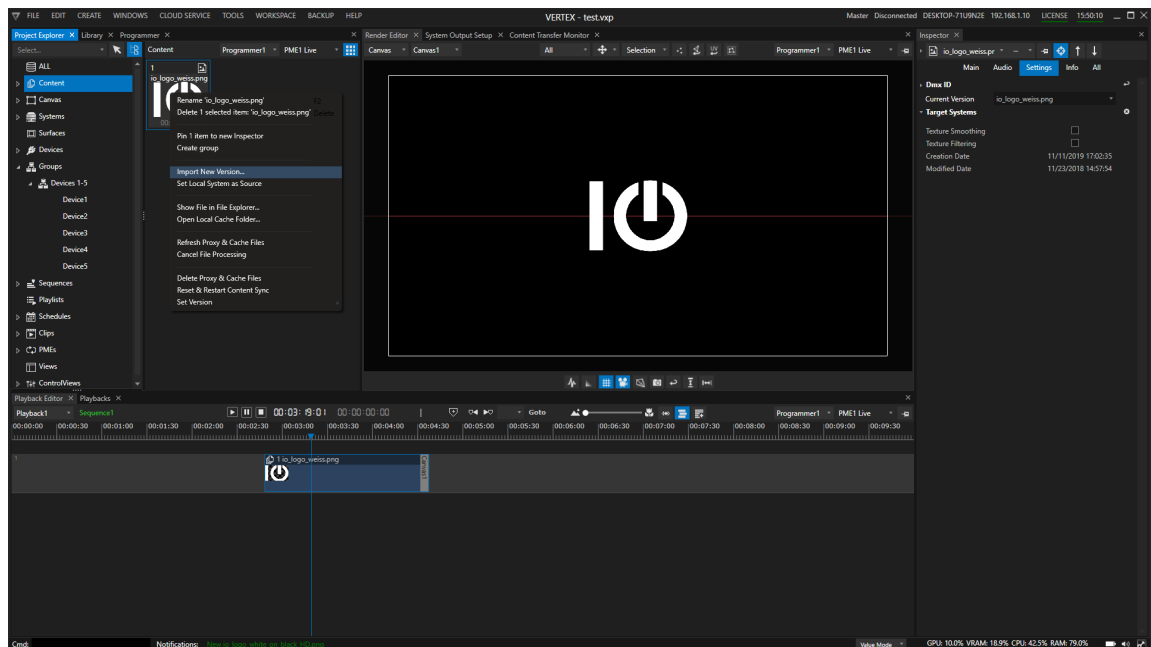 FILE EDIT CREATE WINDOWS CLOUD SERVICE TOOLS WORKSPACE BACKUP HELP
VERTEX - test.vxp
Master Disconnected DESKTOP-71U9NZE 192.168.1.10 LICENSE 15:50:10
Project Explorer Library Programmer
Select...
ALL
Content
Canvas
Systems
Surfaces
Devices
Groups
Devices 1-5
Device1
Device2
Device3
Device4
Device5
Sequences
Playlists
Schedules
Clips
PMEs
Views
ControlViews
Content Programmer1 PME1 Live
1
io_logo_weiss.png
Rename 'io_logo_weiss.png' F2
Delete 1 selected item: 'io_logo_weiss.png' Delete
Pin 1 item to new Inspector
Create group
Import New Version...
Set Local System as Source
Show File in File Explorer...
Open Local Cache Folder...
Refresh Proxy & Cache Files
Cancel File Processing
Delete Proxy & Cache Files
Reset & Restart Content Sync
Set Version
Render Editor System Output Setup Content Transfer Monitor
Canvas Canvas1 All Selection Programmer1 PME1 Live
Inspector
io_logo_weiss.pr
Main Audio Settings Info All
Dmx ID
Current Version io_logo_weiss.png
Target Systems
Texture Smoothing
Texture Filtering
Creation Date 11/11/2019 17:02:35
Modified Date 11/23/2018 14:57:54
Playback Editor Playbacks
Playback1 Sequence1 00:03:19:01 00:00:00:00 Goto Programmer1 PME1 Live
00:00:00 00:00:30 00:01:00 00:01:30 00:02:00 00:02:30 00:03:00 00:03:30 00:04:00 00:04:30 00:05:00 00:05:30 00:06:00 00:06:30 00:07:00 00:07:30 00:08:00 00:08:30 00:09:00 00:09:30
1
1 io_logo_weiss.png
Cmd:
Notifications: New io_logo_white_on_black_HD.png
Value Mode
GPU: 10.0% VRAM: 18.9% CPU: 42.5% RAM: 79.0%